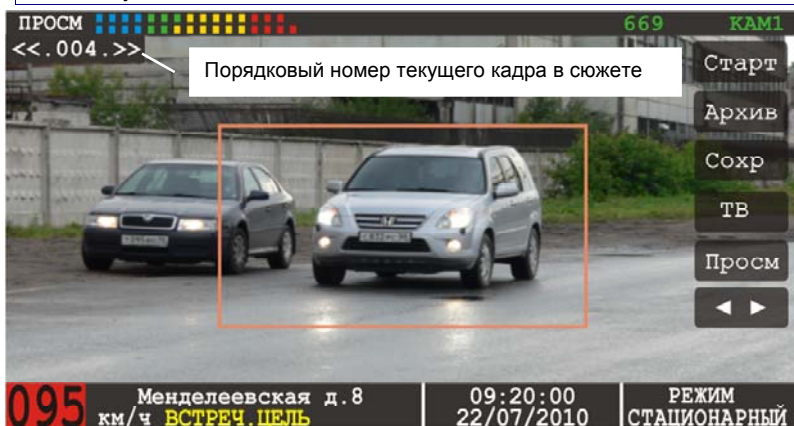 ПРОСМ 669 КАМ1
<<.004.>>
Порядковый номер текущего кадра в сюжете
Старт
Архив
Сохр
ТВ
Просм
095 км/ч
Менделеевская д.8
ВСТРЕЧ.ЦЕЛЬ
09:20:00
22/07/2010
РЕЖИМ
СТАЦИОНАРНЫЙ